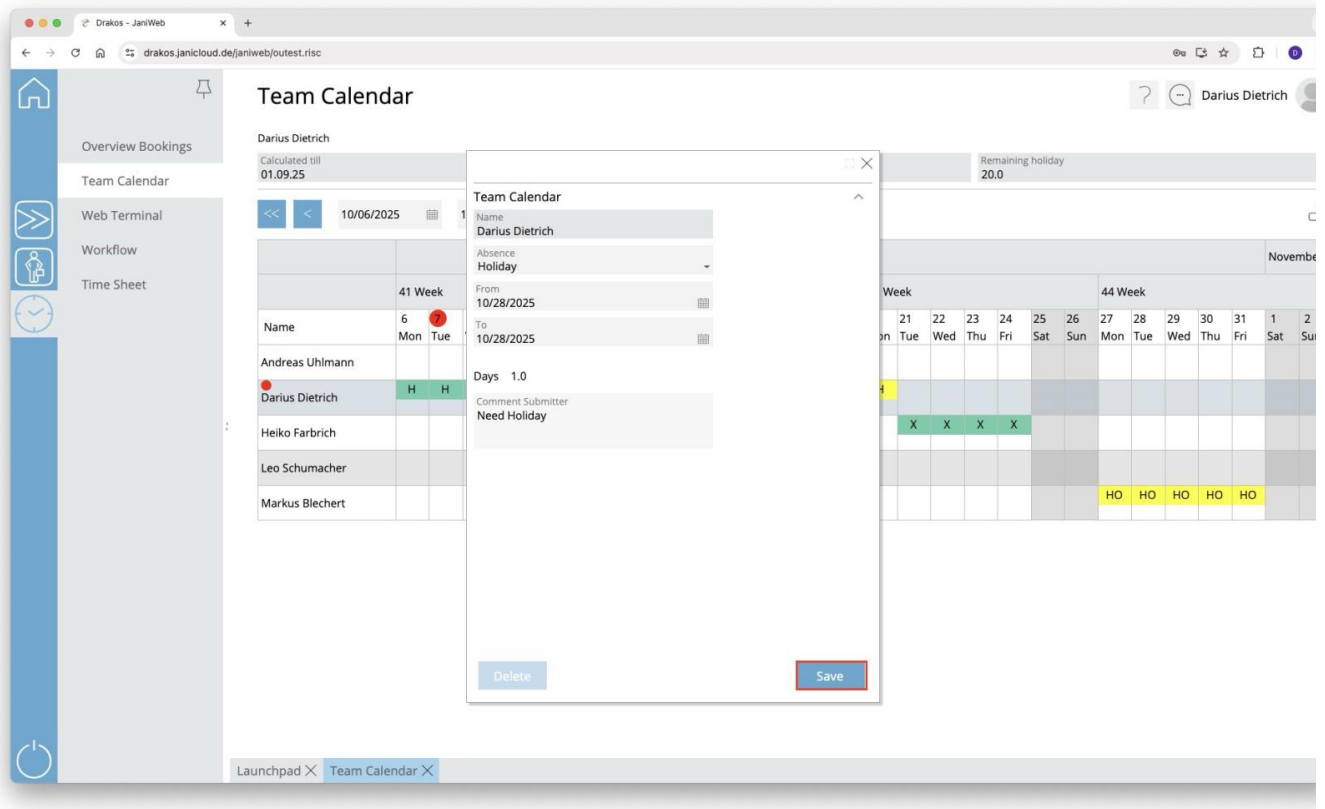 Drakos - JaniWeb
drakos.janicloud.de/janiweb/outest.risc
D
Team Calendar
? Darius Dietrich
Overview Bookings
Team Calendar
Web Terminal
Workflow
Time Sheet
Darius Dietrich
Calculated till
01.09.25
Remaining holiday
20.0
<< < 10/06/2025 1
41 Week
Week
44 Week
Name
6 7 21 22 23 24 25 26 27 28 29 30 31 1 2
Mon Tue Tue Wed Thu Fri Sat Sun Mon Tue Wed Thu Fri Sat
Andreas Uhlmann
Darius Dietrich H H H
Heiko Farbrich X X X X
Leo Schumacher
Markus Blechert HO HO HO HO HO
Team Calendar
Name
Darius Dietrich
Absence
Holiday
From
10/28/2025
To
10/28/2025
Days 1.0
Comment Submitter
Need Holiday
Delete
Save
Launchpad
Team Calendar